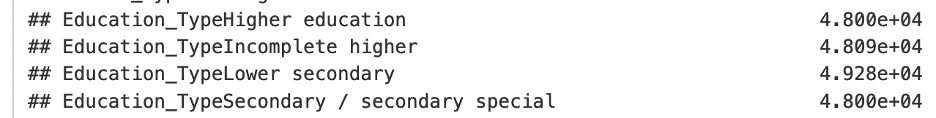 ## Education_TypeHigher education 4.800e+04
## Education_TypeIncomplete higher 4.809e+04
## Education_TypeLower secondary 4.928e+04
## Education_TypeSecondary / secondary special 4.800e+04